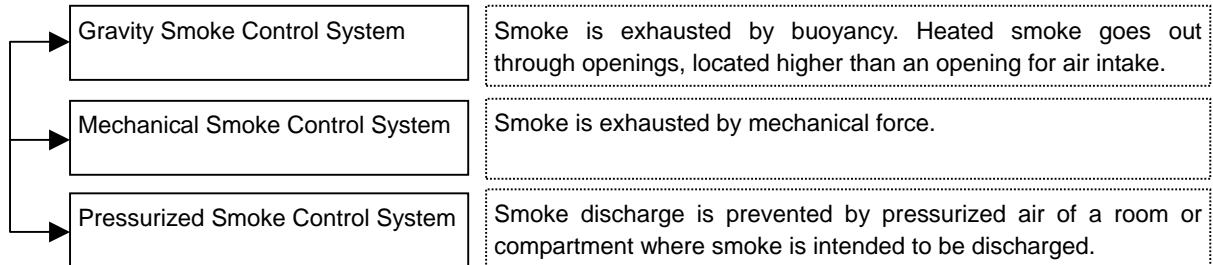 Gravity Smoke Control System
Smoke is exhausted by buoyancy. Heated smoke goes out
through openings, located higher than an opening for air intake.
Mechanical Smoke Control System
Smoke is exhausted by mechanical force.
Pressurized Smoke Control System
Smoke discharge is prevented by pressurized air of a room or
compartment where smoke is intended to be discharged.